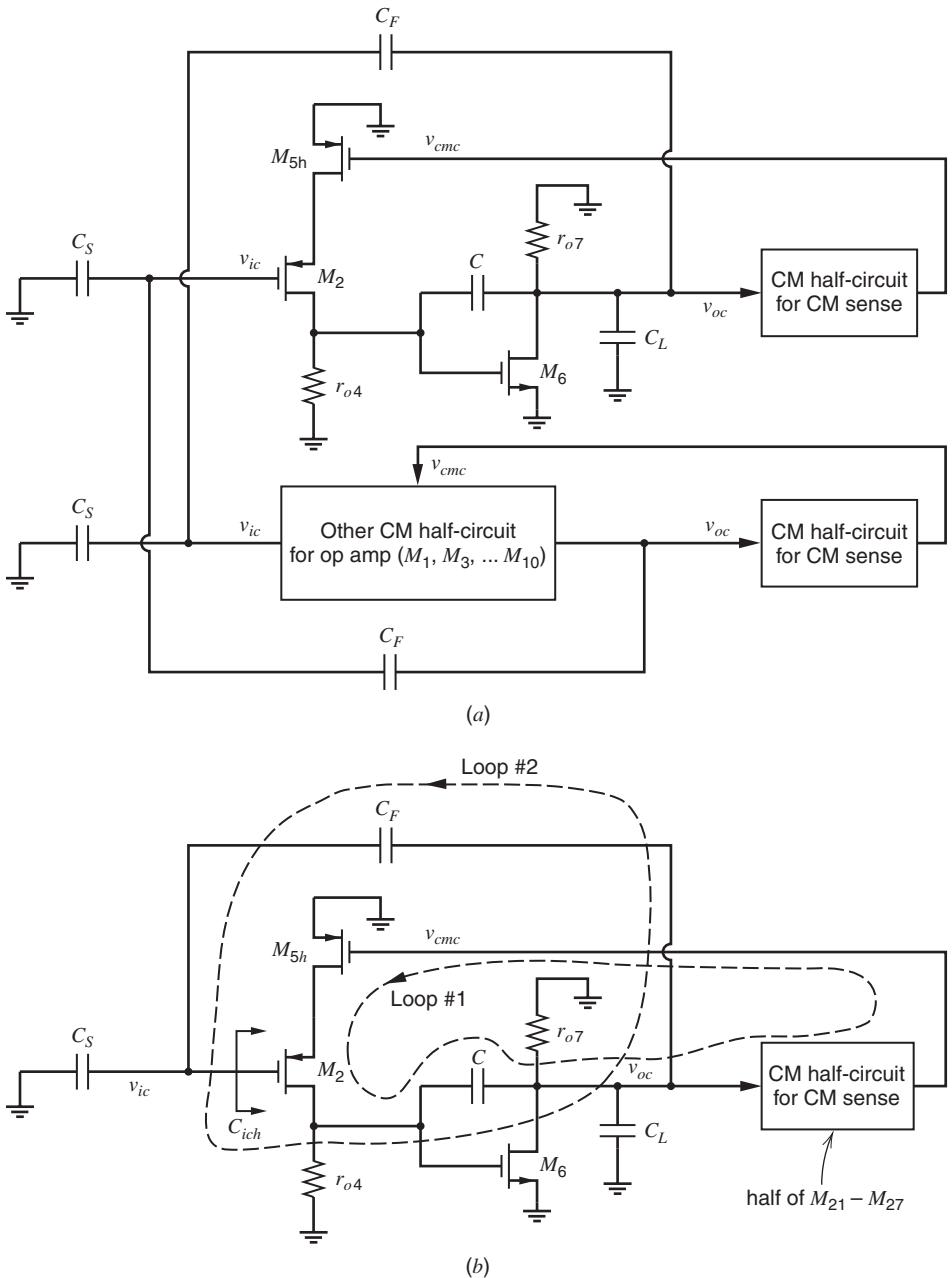 C_F
M_5h
v_cmc
r_o7
C_S
v_ic
M_2
C
v_oc
CM half-circuit
for CM sense
C_L
r_o4
M_6
v_cmc
C_S
v_ic
Other CM half-circuit
for op amp (M_1, M_3, ... M_10)
v_oc
CM half-circuit
for CM sense
C_F
(a)
Loop #2
C_F
M_5h
v_cmc
Loop #1
r_o7
C_S
v_ic
M_2
C_ich
C
v_oc
CM half-circuit
for CM sense
C_L
r_o4
M_6
half of M_21 – M_27
(b)